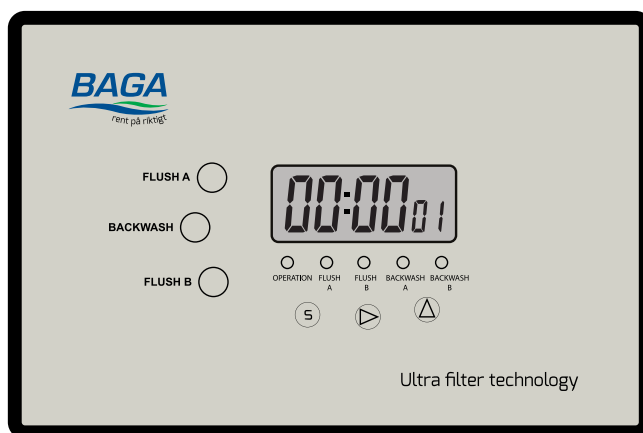 BAGA
rent på riktigt
FLUSH A
BACKWASH
FLUSH B
00:00 01
OPERATION FLUSH A FLUSH B BACKWASH A BACKWASH B
S
Ultra filter technology